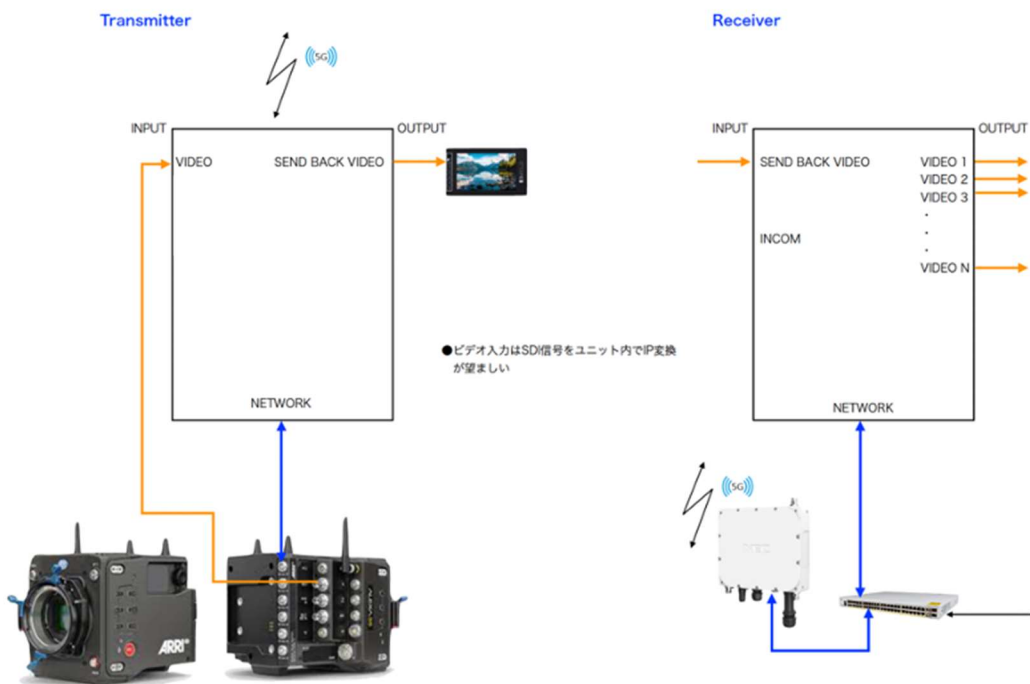 Transmitter
Receiver
5G
INPUT
OUTPUT
INPUT
OUTPUT
VIDEO
SEND BACK VIDEO
SEND BACK VIDEO
VIDEO 1
VIDEO 2
VIDEO 3
・
・
・
INCOM
VIDEO N
●ビデオ入力はSDI信号をユニット内でIP変換
が望ましい
NETWORK
NETWORK
5G
NEC
ARRI